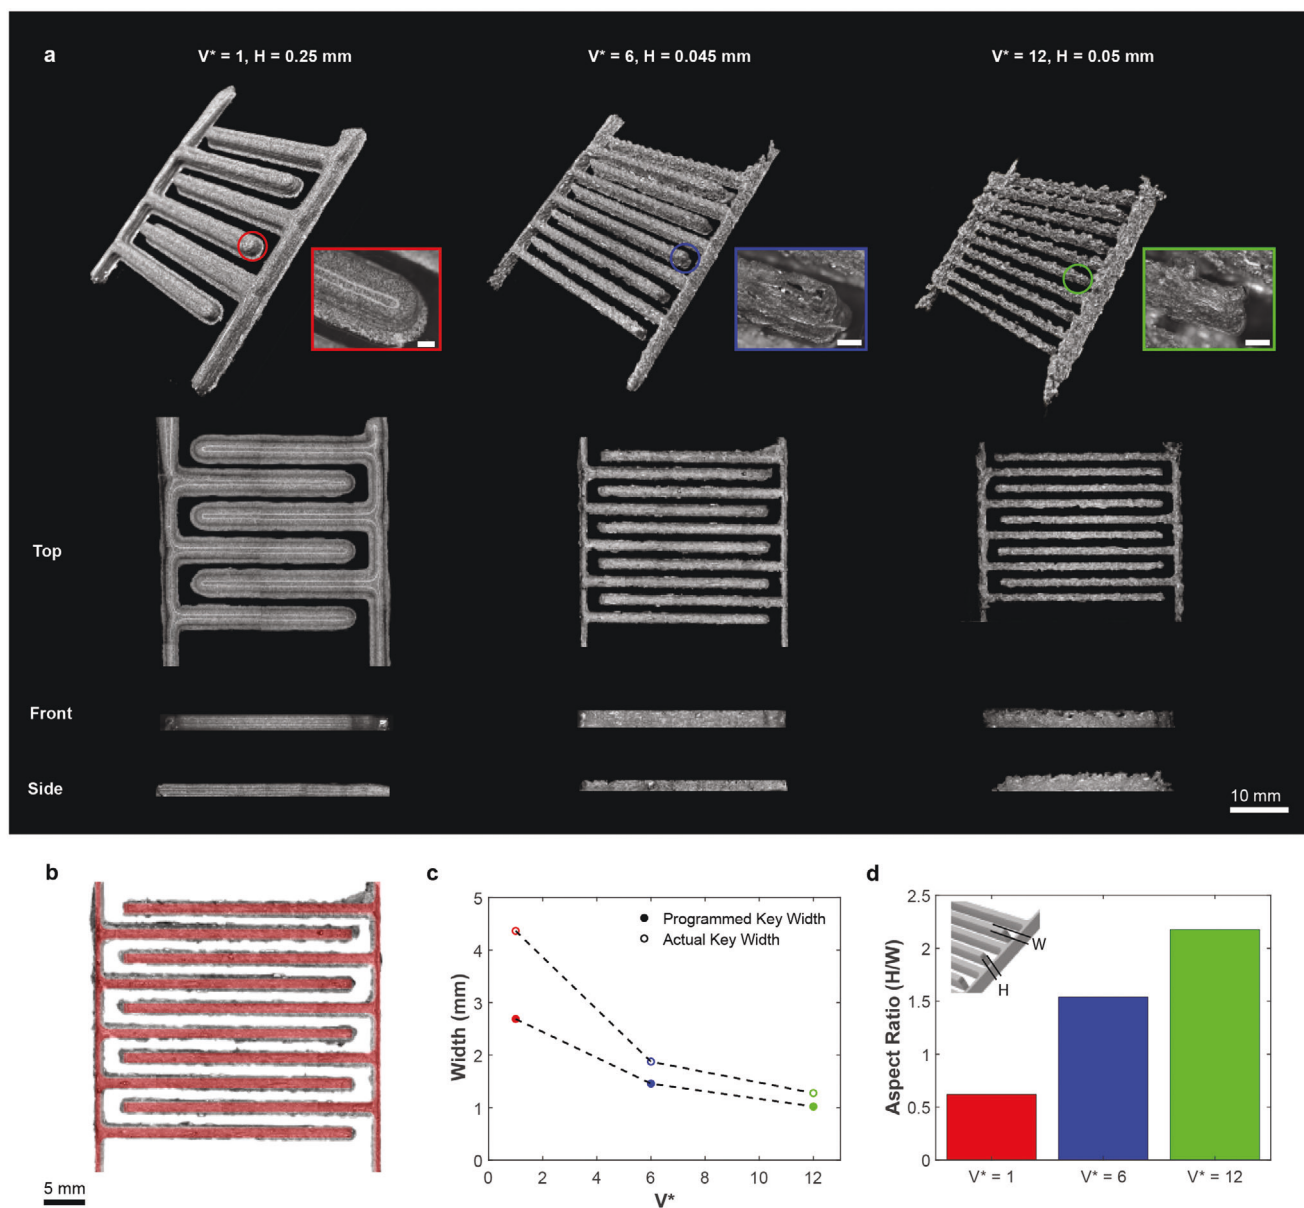 a
V* = 1, H = 0.25 mm
V* = 6, H = 0.045 mm
V* = 12, H = 0.05 mm
Top
Front
Side
10 mm
b
5 mm
c
5
4
3
2
1
0
0 2 4 6 8 10 12
Width (mm)
V*
Programmed Key Width
Actual Key Width
d
2.5
2
1.5
1
0.5
0
Aspect Ratio (H/W)
W
H
V* = 1
V* = 6
V* = 12